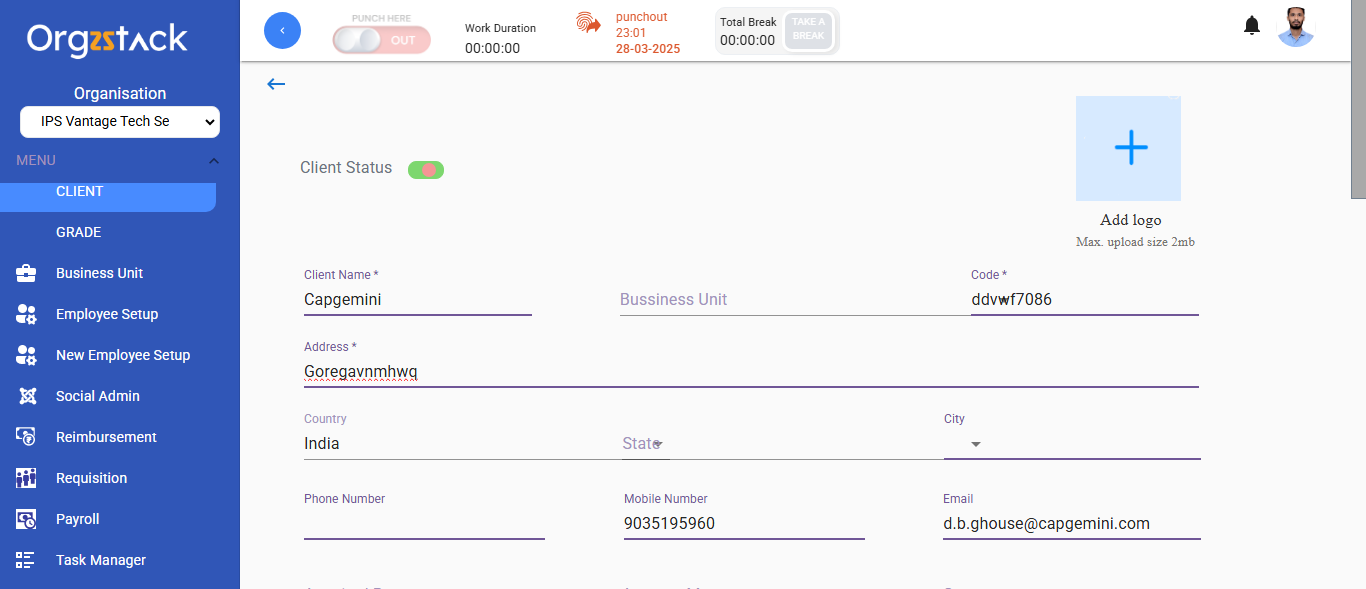 Orgzstack
Organisation
IPS Vantage Tech Se
MENU
CLIENT
GRADE
Business Unit
Employee Setup
New Employee Setup
Social Admin
Reimbursement
Requisition
Payroll
Task Manager
PUNCH HERE
OUT
Work Duration
00:00:00
punchout
23:01
28-03-2025
Total Break
00:00:00
TAKE A
BREAK
Client Status
Add logo
Max. upload size 2mb
Client Name *
Capgemini
Bussiness Unit
Code *
ddv₩f7086
Address *
Goregavnmhwq
Country
India
State
City
Phone Number
Mobile Number
9035195960
Email
d.b.ghouse@capgemini.com